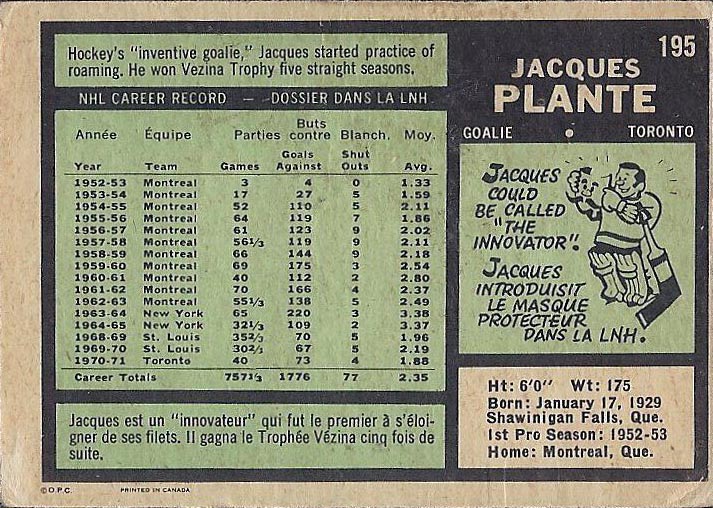 Hockey's "inventive goalie," Jacques started practice of
roaming. He won Vezina Trophy five straight seasons.
NHL CAREER RECORD — DOSSIER DANS LA LNH
Année Équipe Parties Buts contre Blanch. Moy.
Year Team Games Goals Against Shut Outs Avg.
1952-53 Montreal 3 4 0 1.33
1953-54 Montreal 17 27 5 1.59
1954-55 Montreal 52 110 5 2.11
1955-56 Montreal 64 119 7 1.86
1956-57 Montreal 61 123 9 2.02
1957-58 Montreal 56⅓ 119 9 2.11
1958-59 Montreal 66 144 9 2.18
1959-60 Montreal 69 175 3 2.54
1960-61 Montreal 40 112 2 2.80
1961-62 Montreal 70 166 4 2.37
1962-63 Montreal 55⅓ 138 5 2.49
1963-64 New York 65 220 3 3.38
1964-65 New York 32⅓ 109 2 3.37
1968-69 St. Louis 35⅔ 70 5 1.96
1969-70 St. Louis 30⅔ 67 5 2.19
1970-71 Toronto 40 73 4 1.88
Career Totals 757⅓ 1776 77 2.35
Jacques est un "innovateur" qui fut le premier à s'éloi-
gner de ses filets. Il gagna le Trophée Vézina cinq fois de
suite.
195
JACQUES
PLANTE
GOALIE • TORONTO
JACQUES
COULD
BE CALLED
"THE
INNOVATOR".
JACQUES
INTRODUISIT
LE MASQUE
PROTECTEUR
DANS LA LNH.
Ht: 6'0" Wt: 175
Born: January 17, 1929
Shawinigan Falls, Que.
1st Pro Season: 1952-53
Home: Montreal, Que.
© O.P.C. PRINTED IN CANADA